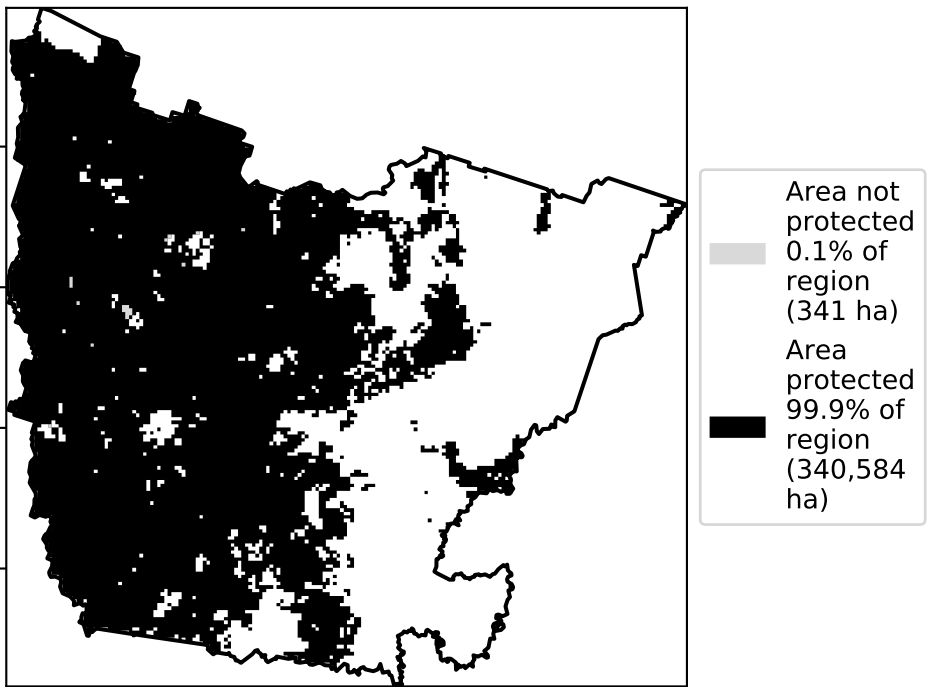 Area not
protected
0.1% of
region
(341 ha)
Area
protected
99.9% of
region
(340,584
ha)